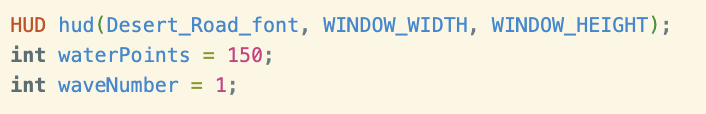 HUD hud(Desert_Road_font, WINDOW_WIDTH, WINDOW_HEIGHT);
int waterPoints = 150;
int waveNumber = 1;